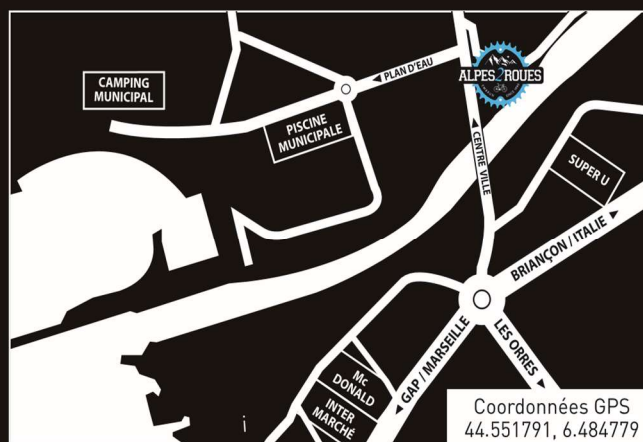 ALPES2ROUES
PLAN D'EAU
CAMPING
MUNICIPAL
PISCINE
MUNICIPALE
CENTRE VILLE
SUPER U
BRIANÇON / ITALIE
GAP / MARSEILLE
LES ORRES
Mc
DONALD
INTER
MARCHÉ
i
Coordonnées GPS
44.551791, 6.484779